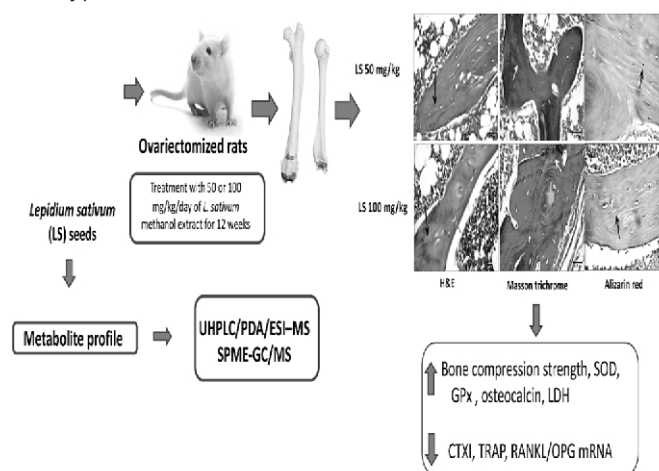 Ovariectomized rats
Treatment with 50 or 100
mg/kg/day of L. sativum
methanol extract for 12 weeks
Lepidium sativum
(LS) seeds
Metabolite profile
UHPLC/PDA/ESI–MS
SPME-GC/MS
LS 50 mg/kg
LS 100 mg/kg
H&E
Masson trichrome
Alizarin red
Bone compression strength, SOD,
GPx , osteocalcin, LDH
CTXI, TRAP, RANKL/OPG mRNA